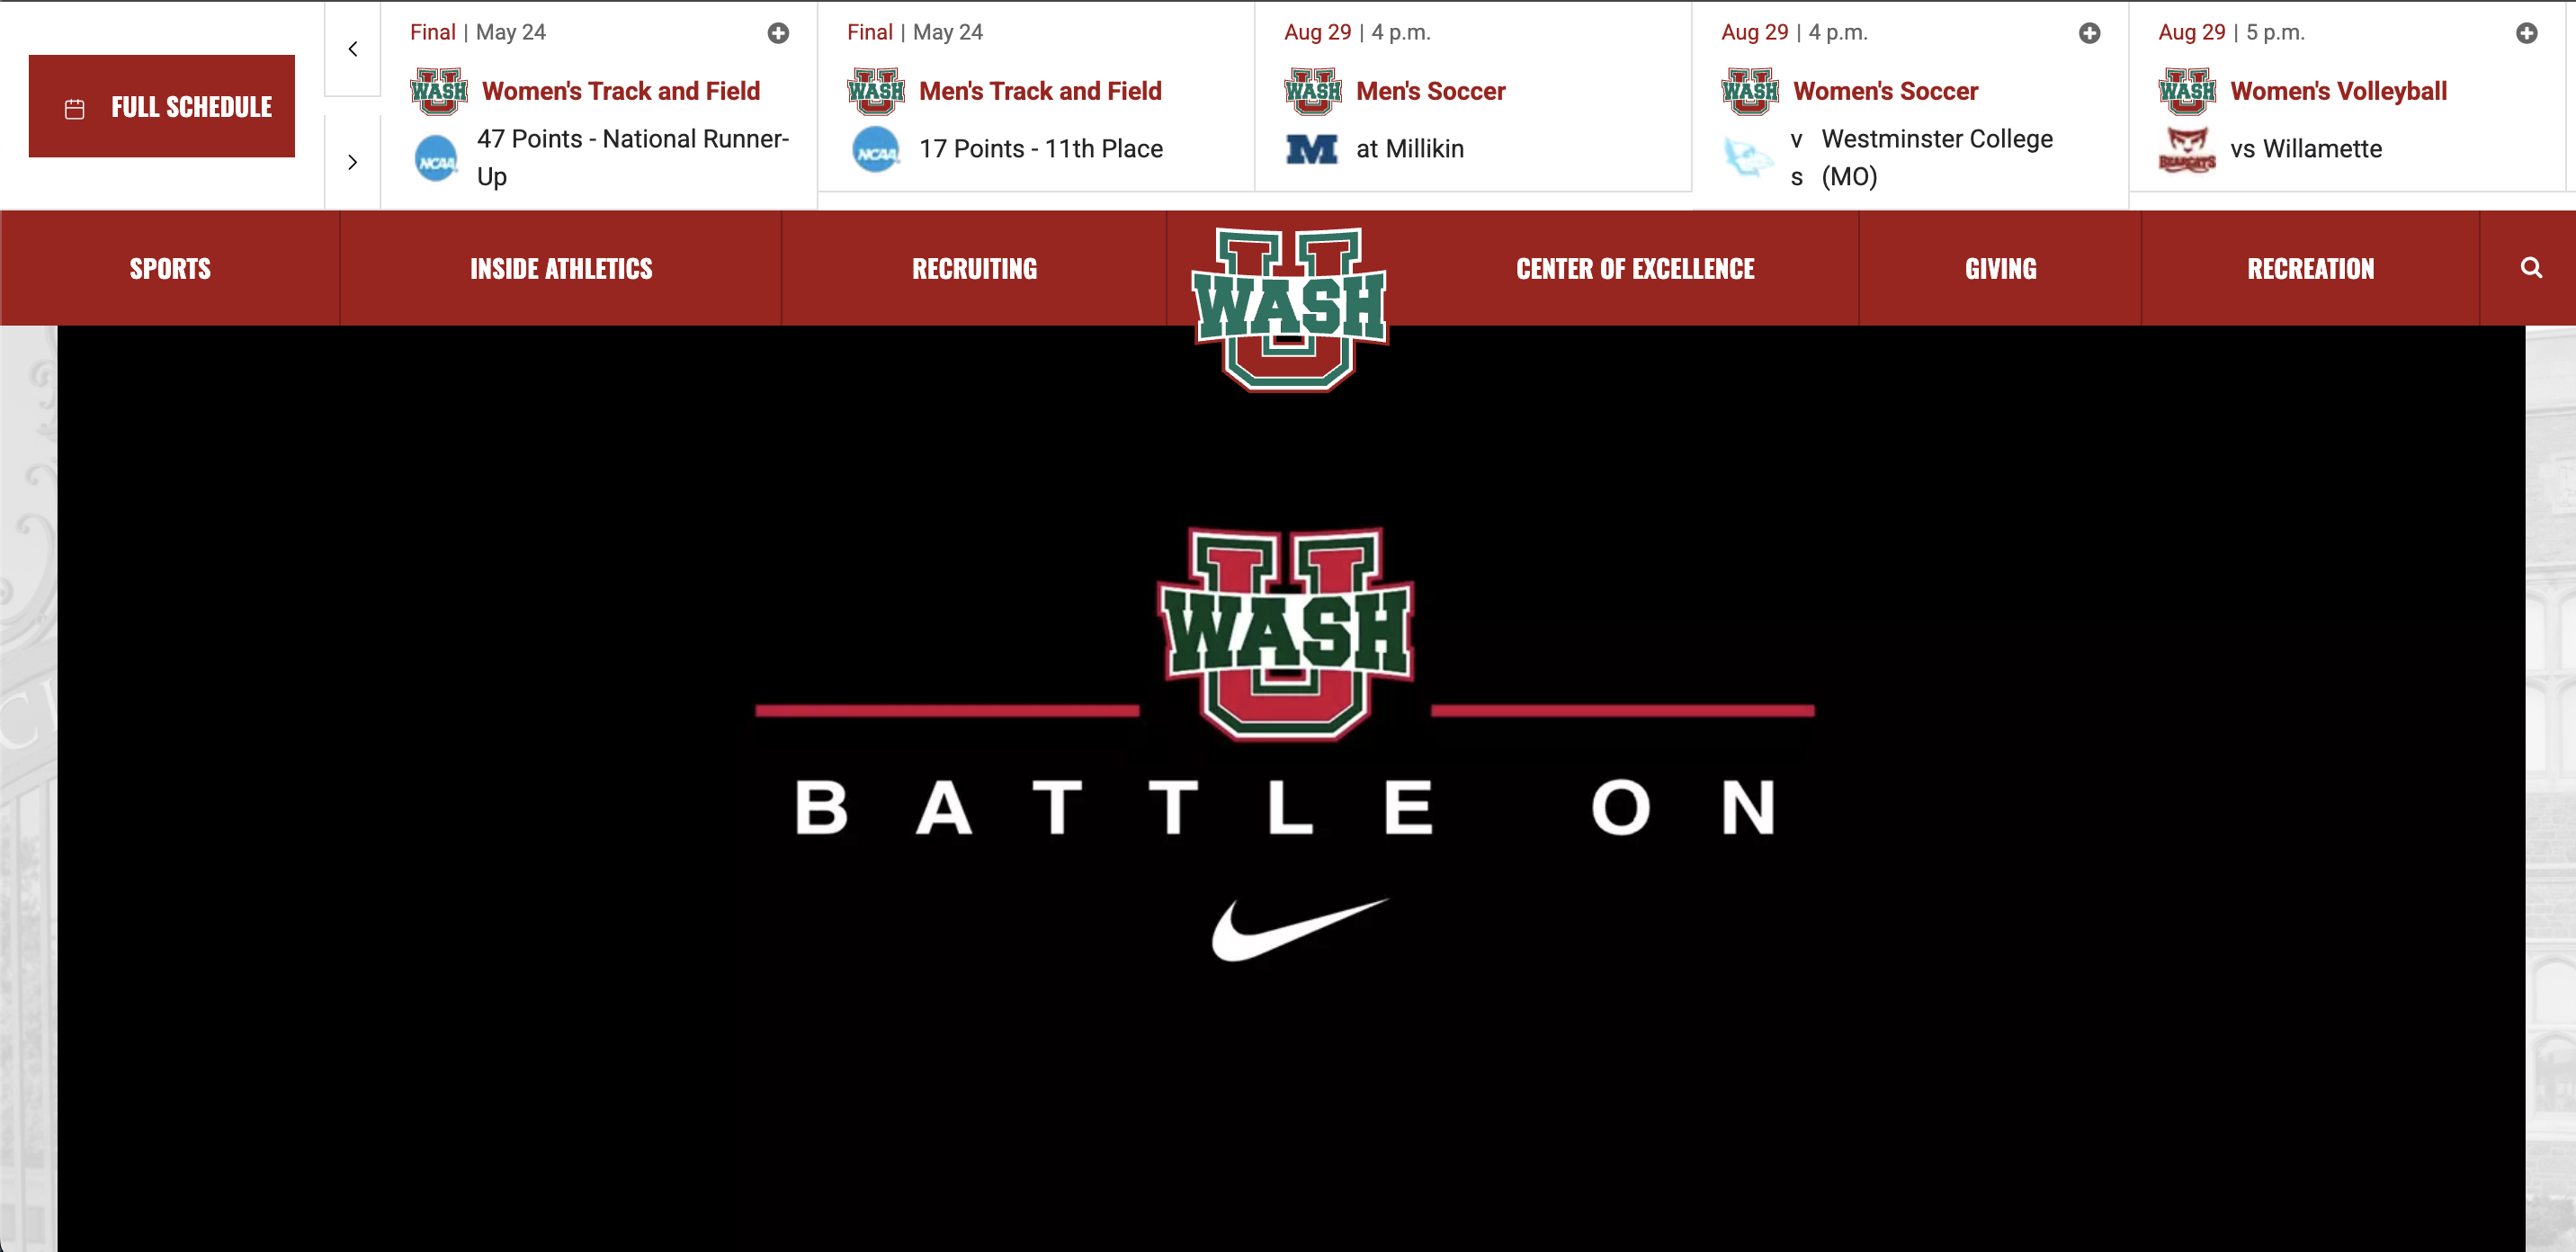 FULL SCHEDULE
Final | May 24
WASH U
Women's Track and Field
NCAA
47 Points - National Runner-
Up
Final | May 24
WASH U
Men's Track and Field
NCAA
17 Points - 11th Place
Aug 29 | 4 p.m.
WASH U
Men's Soccer
M
at Millikin
Aug 29 | 4 p.m.
WASH U
Women's Soccer
v Westminster College
s (MO)
Aug 29 | 5 p.m.
WASH U
Women's Volleyball
BEARCATS
vs Willamette
SPORTS
INSIDE ATHLETICS
RECRUITING
WASH U
CENTER OF EXCELLENCE
GIVING
RECREATION
WASH U
BATTLE ON